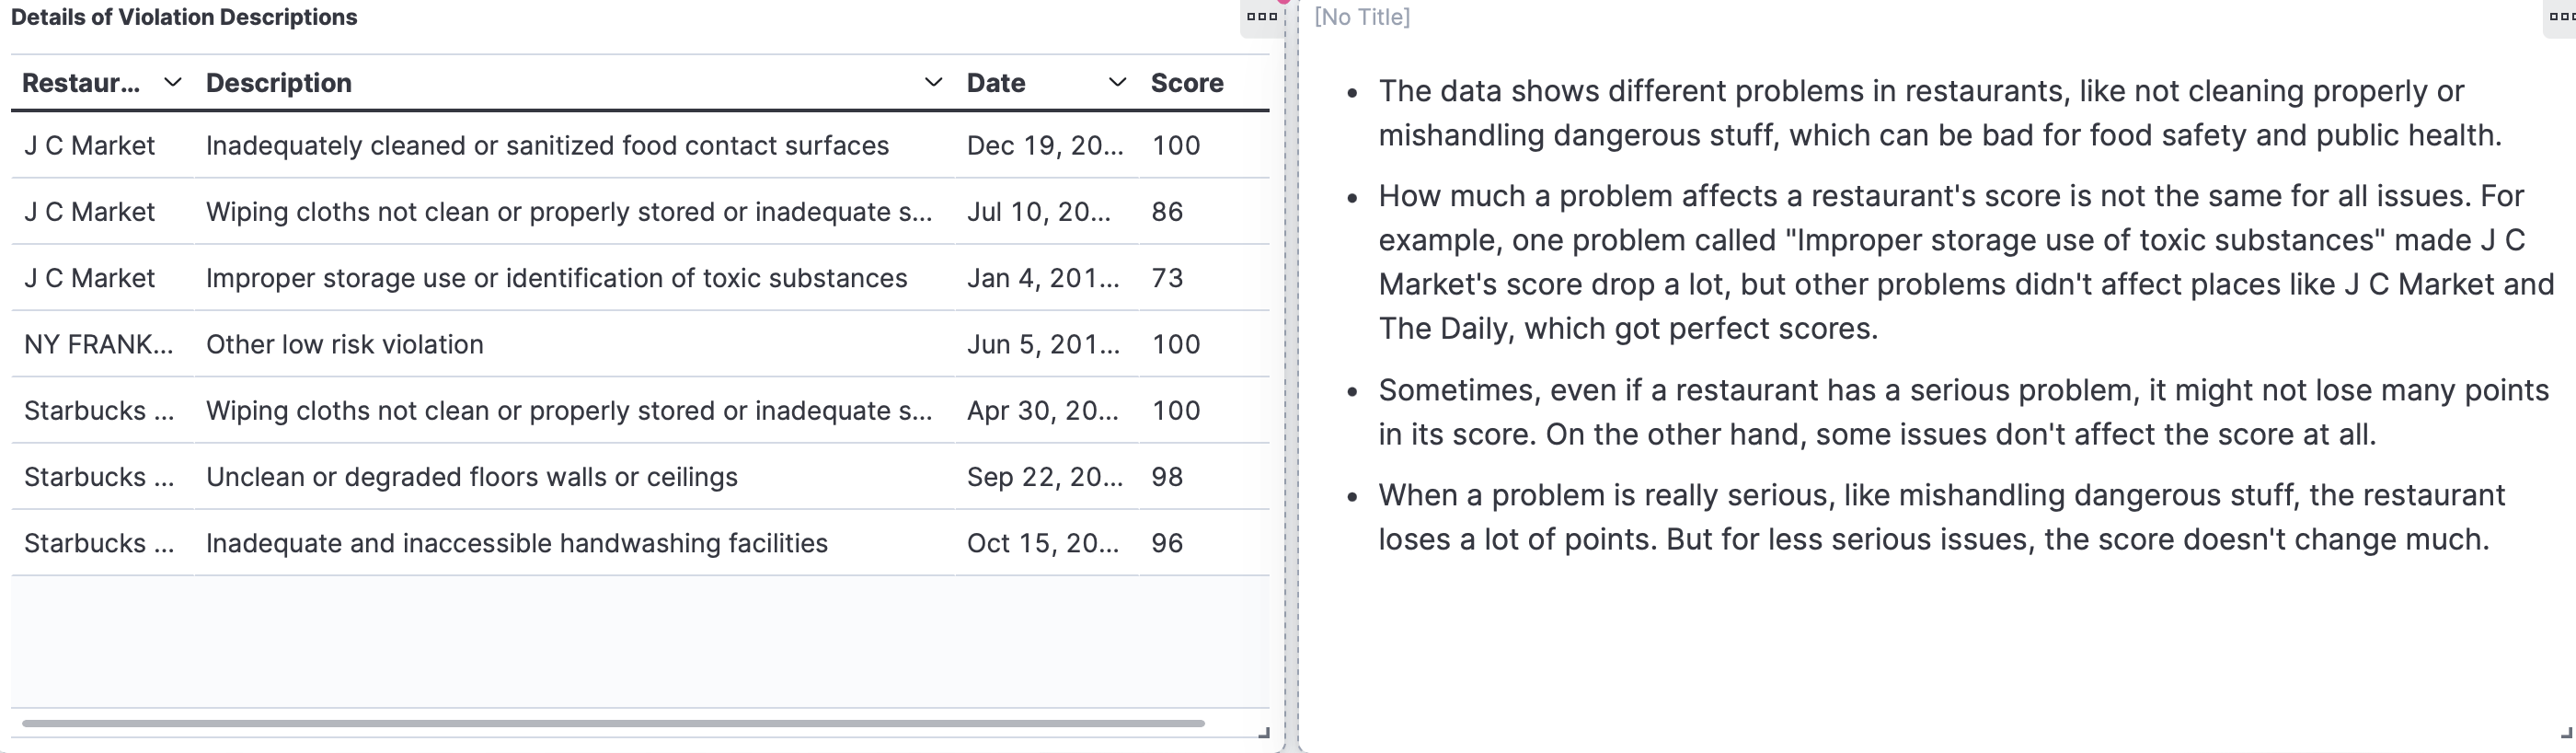 Details of Violation Descriptions
Restaur... Description Date Score
J C Market Inadequately cleaned or sanitized food contact surfaces Dec 19, 20... 100
J C Market Wiping cloths not clean or properly stored or inadequate s... Jul 10, 20... 86
J C Market Improper storage use or identification of toxic substances Jan 4, 201... 73
NY FRANK... Other low risk violation Jun 5, 201... 100
Starbucks ... Wiping cloths not clean or properly stored or inadequate s... Apr 30, 20... 100
Starbucks ... Unclean or degraded floors walls or ceilings Sep 22, 20... 98
Starbucks ... Inadequate and inaccessible handwashing facilities Oct 15, 20... 96
[No Title]
• The data shows different problems in restaurants, like not cleaning properly or
mishandling dangerous stuff, which can be bad for food safety and public health.
• How much a problem affects a restaurant's score is not the same for all issues. For
example, one problem called "Improper storage use of toxic substances" made J C
Market's score drop a lot, but other problems didn't affect places like J C Market and
The Daily, which got perfect scores.
• Sometimes, even if a restaurant has a serious problem, it might not lose many points
in its score. On the other hand, some issues don't affect the score at all.
• When a problem is really serious, like mishandling dangerous stuff, the restaurant
loses a lot of points. But for less serious issues, the score doesn't change much.